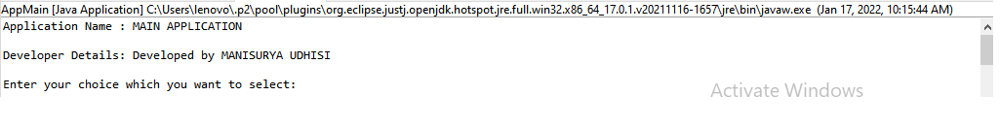 AppMain [Java Application] C:\Users\lenovo\.p2\pool\plugins\org.eclipse.justj.openjdk.hotspot.jre.full.win32.x86_64_17.0.1.v20211116-1657\jre\bin\javaw.exe (Jan 17, 2022, 10:15:44 AM)
Application Name : MAIN APPLICATION
Developer Details: Developed by MANISURYA UDHISI
Enter your choice which you want to select:
Activate Windows